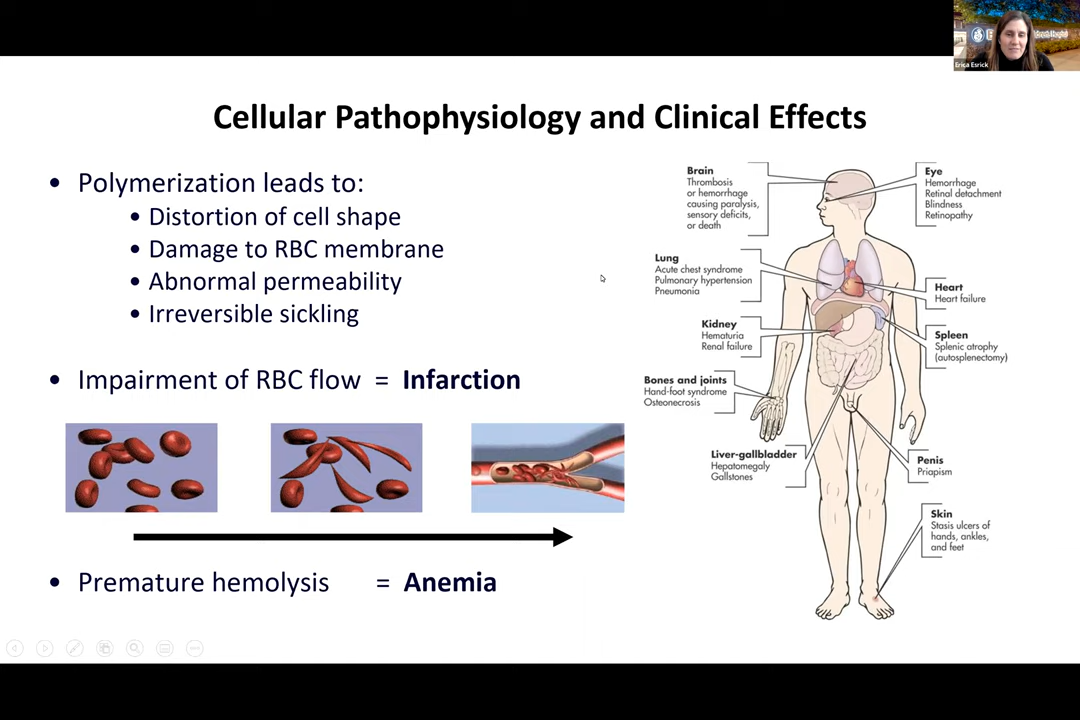 Erica Esrick
Cellular Pathophysiology and Clinical Effects
• Polymerization leads to:
• Distortion of cell shape
• Damage to RBC membrane
• Abnormal permeability
• Irreversible sickling
• Impairment of RBC flow = Infarction
• Premature hemolysis = Anemia
Brain
Thrombosis
or hemorrhage
causing paralysis,
sensory deficits,
or death
Lung
Acute chest syndrome
Pulmonary hypertension
Pneumonia
Kidney
Hematuria
Renal failure
Bones and joints
Hand-foot syndrome
Osteonecrosis
Liver-gallbladder
Hepatomegaly
Gallstones
Eye
Hemorrhage
Retinal detachment
Blindness
Retinopathy
Heart
Heart failure
Spleen
Splenic atrophy
(autosplenectomy)
Penis
Priapism
Skin
Stasis ulcers of
hands, ankles,
and feet